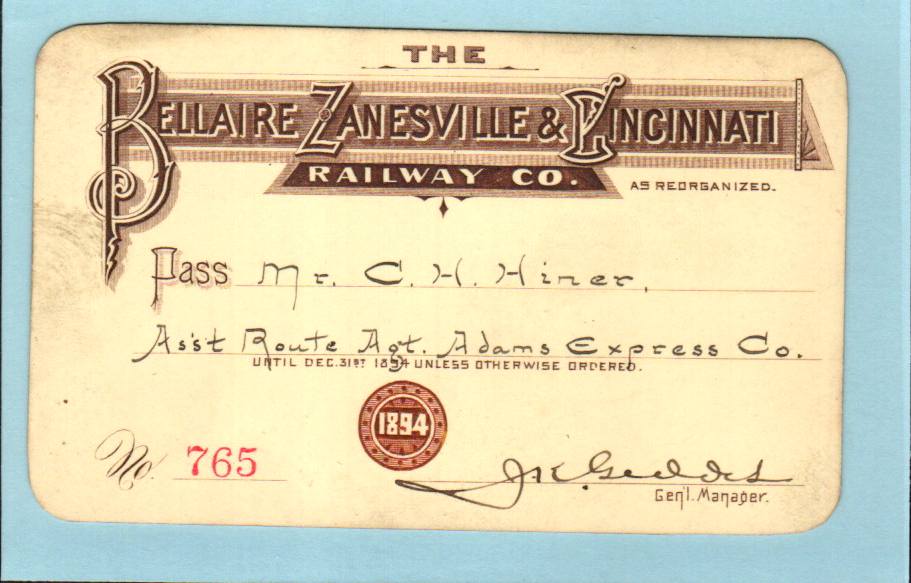 THE
BELLAIRE ZANESVILLE & CINCINNATI
RAILWAY CO.
AS REORGANIZED.
Pass Mr. C. H. Hiner,
Ass't Route Agt. Adams Express Co.
UNTIL DEC. 31ST 1894 UNLESS OTHERWISE ORDERED.
1894
No. 765
Gen'l. Manager.